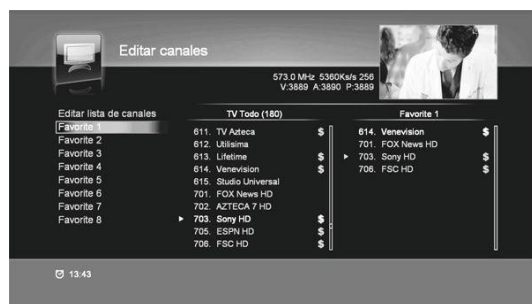 Editar canales
573.0 MHz 5360Ks/s 256
V:3889 A:3890 P:3889
Editar lista de canales
Favorite 1
Favorite 2
Favorite 3
Favorite 4
Favorite 5
Favorite 6
Favorite 7
Favorite 8
TV Todo (180)
611. TV Azteca $
612. Utilisima
613. Lifetime $
614. Venevision $
615. Studio Universal
701. FOX News HD
702. AZTECA 7 HD
703. Sony HD $
705. ESPN HD $
706. FSC HD $
Favorite 1
614. Venevision $
701. FOX News HD
703. Sony HD $
706. FSC HD $
13:43